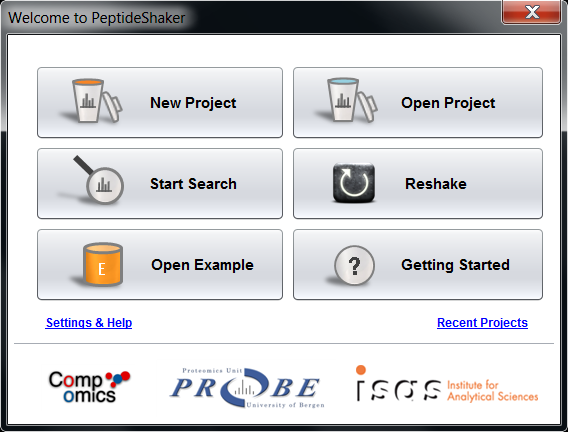 Welcome to PeptideShaker
New Project
Open Project
Start Search
Reshake
E
Open Example
?
Getting Started
Settings & Help
Recent Projects
Comp
omics
Proteomics Unit
PROBE
University of Bergen
isas
Institute for
Analytical Sciences